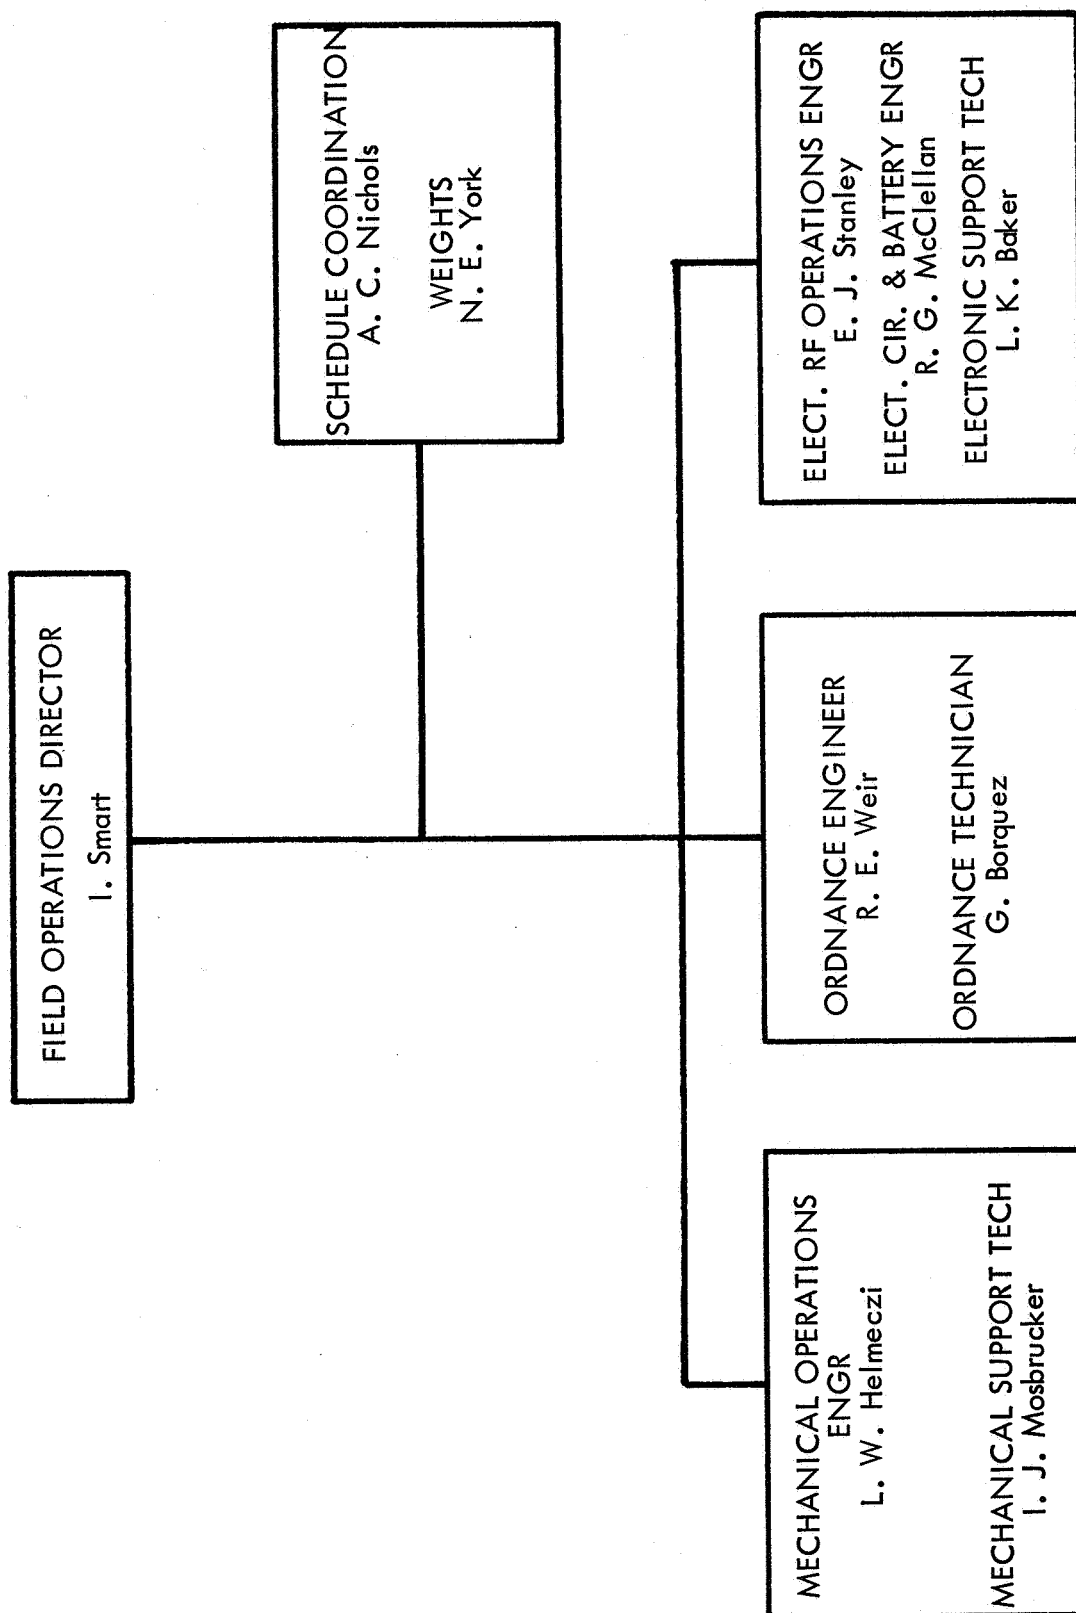 FIELD OPERATIONS DIRECTOR
I. Smart
SCHEDULE COORDINATION
A. C. Nichols
WEIGHTS
N. E. York
MECHANICAL OPERATIONS
ENGR
L. W. Helmeczi
MECHANICAL SUPPORT TECH
I. J. Mosbrucker
ORDNANCE ENGINEER
R. E. Weir
ORDNANCE TECHNICIAN
G. Borquez
ELECT. RF OPERATIONS ENGR
E. J. Stanley
ELECT. CIR. & BATTERY ENGR
R. G. McClellan
ELECTRONIC SUPPORT TECH
L. K. Baker